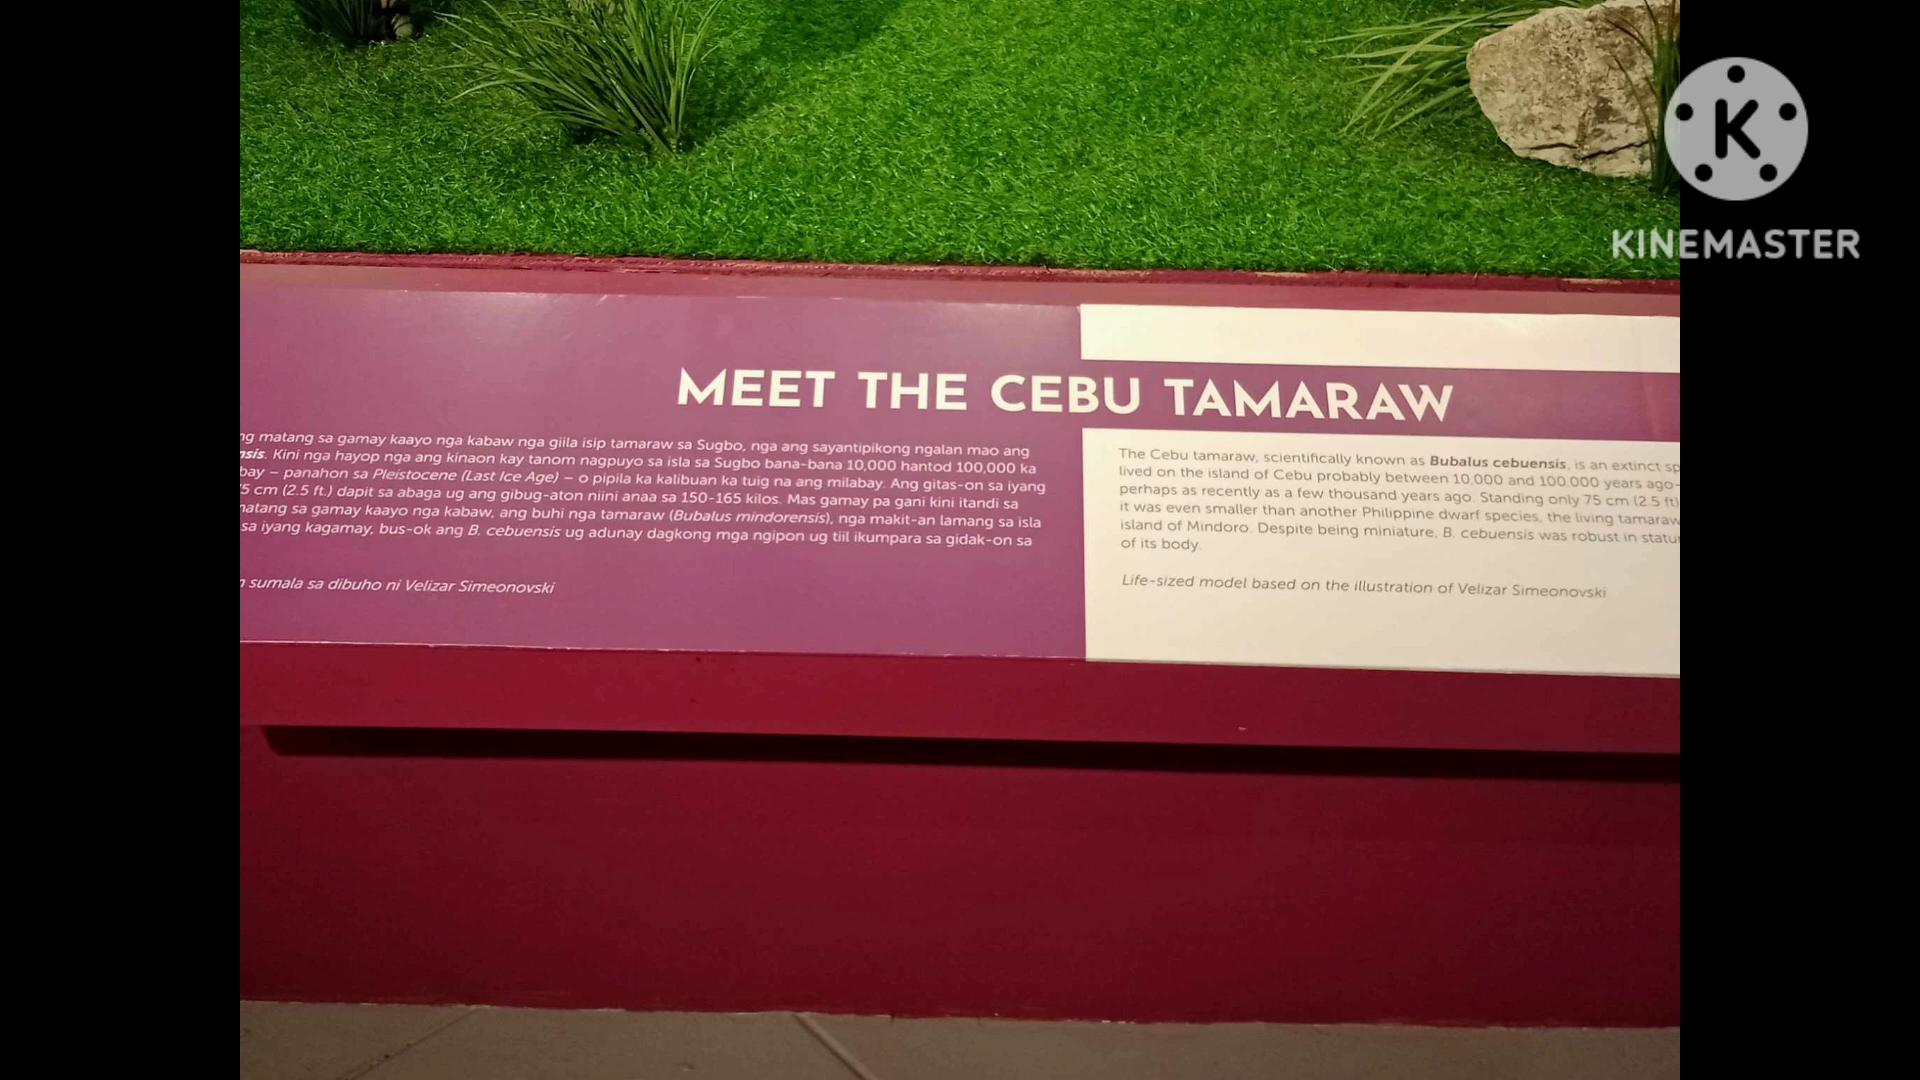 MEET THE CEBU TAMARAW
matang sa gamay kaayo nga kabaw nga giila isip tamaraw sa Sugbo, nga ang sayantipikong ngalan mao ang
Kini nga hayop nga ang kinaon kay tanom nagpuyo sa isla sa Sugbo bana-bana 10,000 hantod 100,000 ka
– panahon sa Pleistocene (Last Ice Age) – o pipila ka kalibuan ka tuig na ang milabay. Ang gitas-on sa iyang
5 cm (2.5 ft.) dapit sa abaga ug ang gibug-aton niini anaa sa 150-165 kilos. Mas gamay pa gani kini itandi sa
matang sa gamay kaayo nga kabaw, ang buhi nga tamaraw (Bubalus mindorensis), nga makit-an lamang sa isla
sa iyang kagamay, bus-ok ang B. cebuensis ug adunay dagkong mga ngipon ug tiil ikumpara sa gidak-on sa
sumala sa dibuho ni Velizar Simeonovski
The Cebu tamaraw, scientifically known as Bubalus cebuensis, is an extinct sp
lived on the island of Cebu probably between 10,000 and 100,000 years ago–
perhaps as recently as a few thousand years ago. Standing only 75 cm (2.5 ft)
it was even smaller than another Philippine dwarf species, the living tamaraw
island of Mindoro. Despite being miniature, B. cebuensis was robust in statu
of its body.
Life-sized model based on the illustration of Velizar Simeonovski
K
KINEMASTER